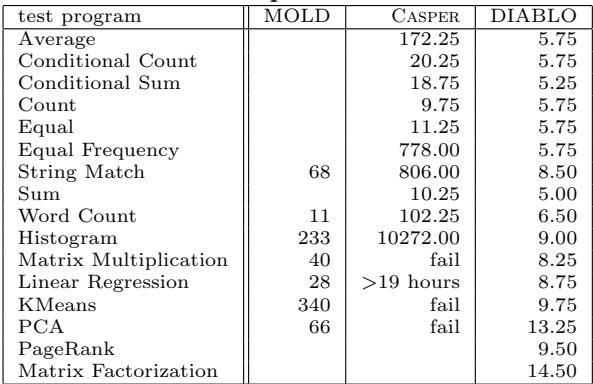 test program MOLD CASPER DIABLO
Average 172.25 5.75
Conditional Count 20.25 5.75
Conditional Sum 18.75 5.25
Count 9.75 5.75
Equal 11.25 5.75
Equal Frequency 778.00 5.75
String Match 68 806.00 8.50
Sum 10.25 5.00
Word Count 11 102.25 6.50
Histogram 233 10272.00 9.00
Matrix Multiplication 40 fail 8.25
Linear Regression 28 >19 hours 8.75
KMeans 340 fail 9.75
PCA 66 fail 13.25
PageRank 9.50
Matrix Factorization 14.50